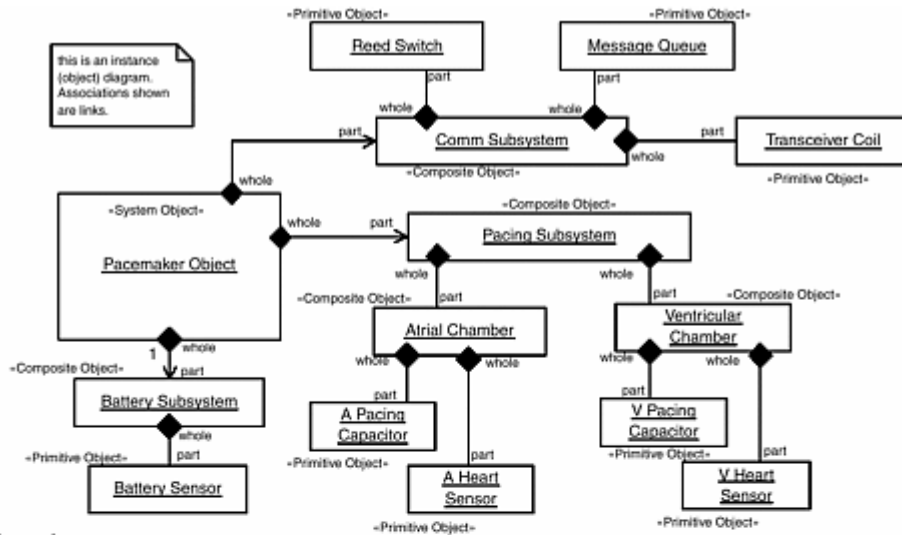 «Primitive Object»
«Primitive Object»
Reed Switch
Message Queue
this is an instance
(object) diagram.
Associations shown
are links.
part
part
whole
whole
part
Comm Subsystem
part
Transceiver Coil
whole
whole
«Composite Object»
«Primitive Object»
«System Object»
whole
part
«Composite Object»
Pacing Subsystem
Pacemaker Object
whole
whole
part
part
«Composite Object»
«Composite Object»
Atrial Chamber
Ventricular
Chamber
1
whole
whole
whole
whole
whole
«Composite Object»
part
Battery Subsystem
part
part
A Pacing
Capacitor
V Pacing
Capacitor
whole
«Primitive Object»
part
«Primitive Object»
part
«Primitive Object»
part
Battery Sensor
A Heart
Sensor
V Heart
Sensor
«Primitive Object»
«Primitive Object»